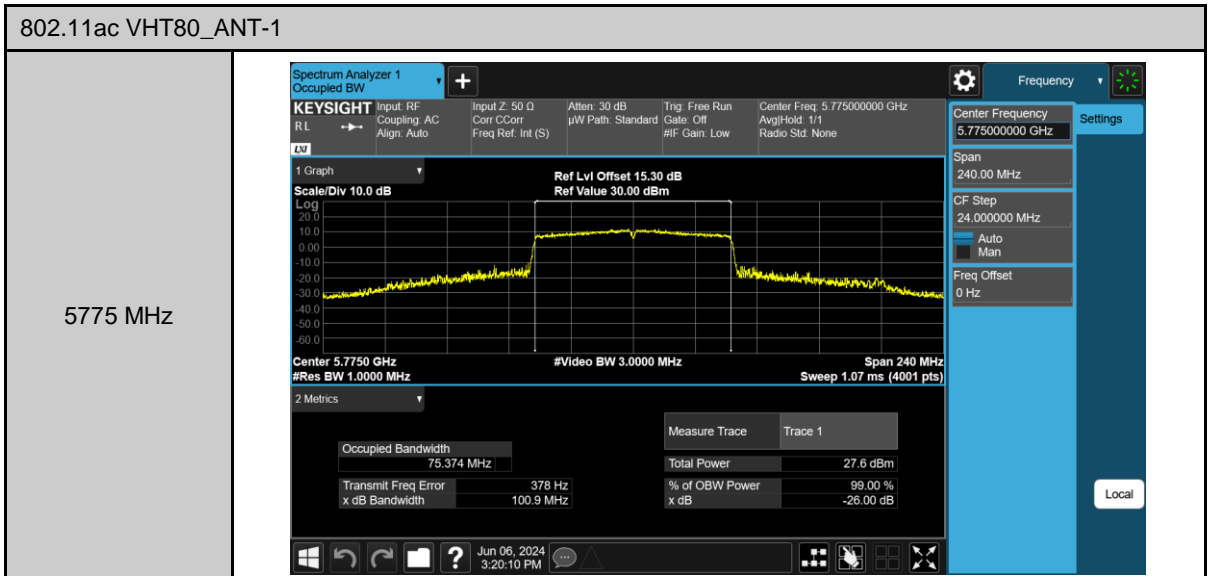 802.11ac VHT80_ANT-1
5775 MHz
Spectrum Analyzer 1
Occupied BW
Frequency
KEYSIGHT
R L
LXI
Input: RF
Coupling: AC
Align: Auto
Input Z: 50 Ω
Corr CCorr
Freq Ref: Int (S)
Atten: 30 dB
µW Path: Standard
Trig: Free Run
Gate: Off
#IF Gain: Low
Center Freq: 5.775000000 GHz
Avg|Hold: 1/1
Radio Std: None
Center Frequency
5.775000000 GHz
Settings
Span
240.00 MHz
CF Step
24.000000 MHz
Auto
Man
Freq Offset
0 Hz
Local
1 Graph
Scale/Div 10.0 dB
Ref Lvl Offset 15.30 dB
Ref Value 30.00 dBm
Log
20.0
10.0
0.00
-10.0
-20.0
-30.0
-40.0
-50.0
-60.0
Center 5.7750 GHz
#Video BW 3.0000 MHz
Span 240 MHz
#Res BW 1.0000 MHz
Sweep 1.07 ms (4001 pts)
2 Metrics
Measure Trace Trace 1
Occupied Bandwidth
75.374 MHz
Total Power 27.6 dBm
Transmit Freq Error 378 Hz
% of OBW Power 99.00 %
x dB Bandwidth 100.9 MHz
x dB -26.00 dB
?
Jun 06, 2024
3:20:10 PM